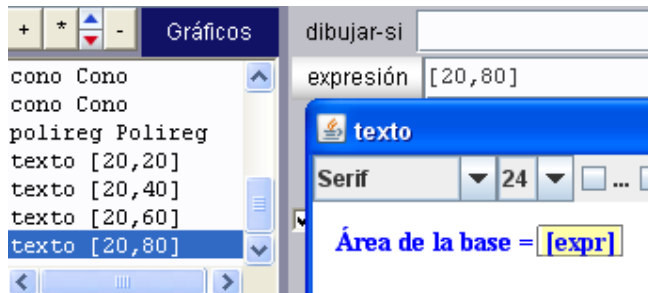 + * - Gráficos dibujar-si
cono Cono
cono Cono
polireg Polireg
texto [20,20]
texto [20,40]
texto [20,60]
texto [20,80]
expresión [20,80]
texto
Serif 24 ...
Área de la base = [expr]